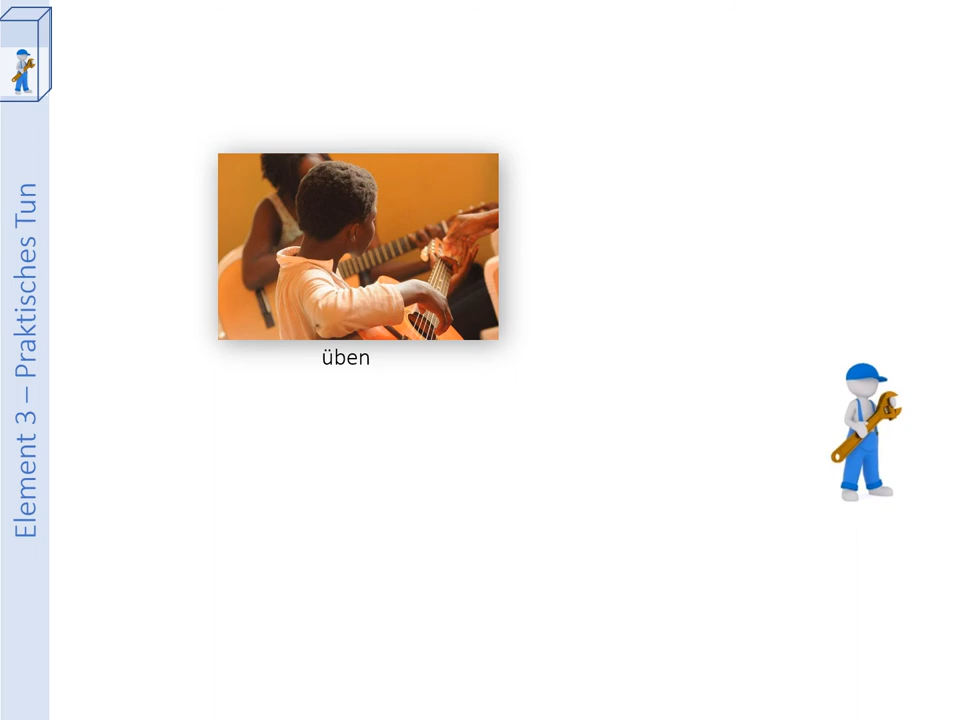 Element 3 – Praktisches Tun
üben